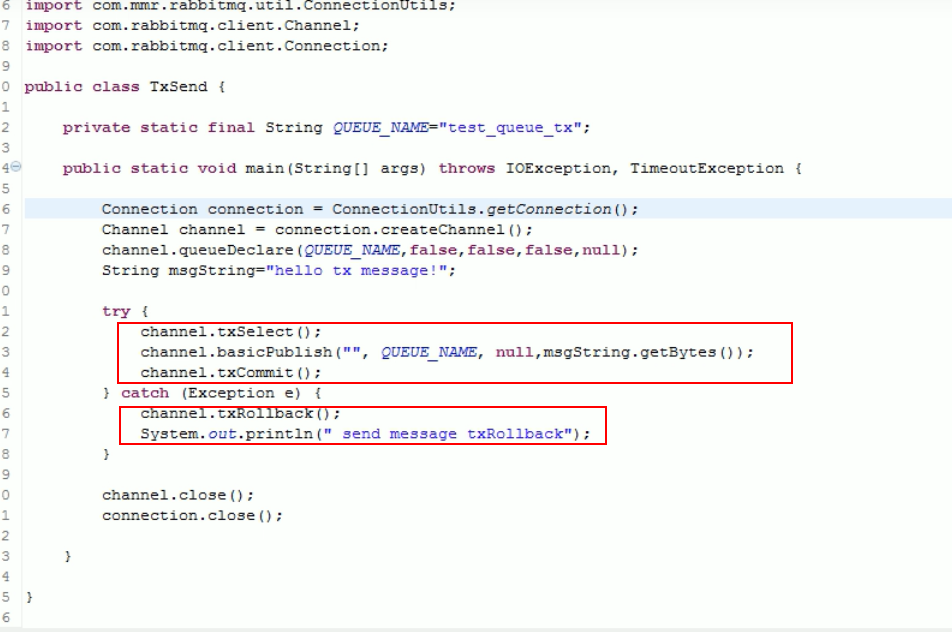 6 import com.mmr.rabbitmq.util.ConnectionUtils;
7 import com.rabbitmq.client.Channel;
8 import com.rabbitmq.client.Connection;
9
0 public class TxSend {
1
2     private static final String QUEUE_NAME="test_queue_tx";
3
4     public static void main(String[] args) throws IOException, TimeoutException {
5
6         Connection connection = ConnectionUtils.getConnection();
7         Channel channel = connection.createChannel();
8         channel.queueDeclare(QUEUE_NAME,false,false,false,null);
9         String msgString="hello tx message!";
0
1         try {
2             channel.txSelect();
3             channel.basicPublish("", QUEUE_NAME, null,msgString.getBytes());
4             channel.txCommit();
5         } catch (Exception e) {
6             channel.txRollback();
7             System.out.println(" send message txRollback");
8         }
9
0         channel.close();
1         connection.close();
2
3     }
4
5 }
6